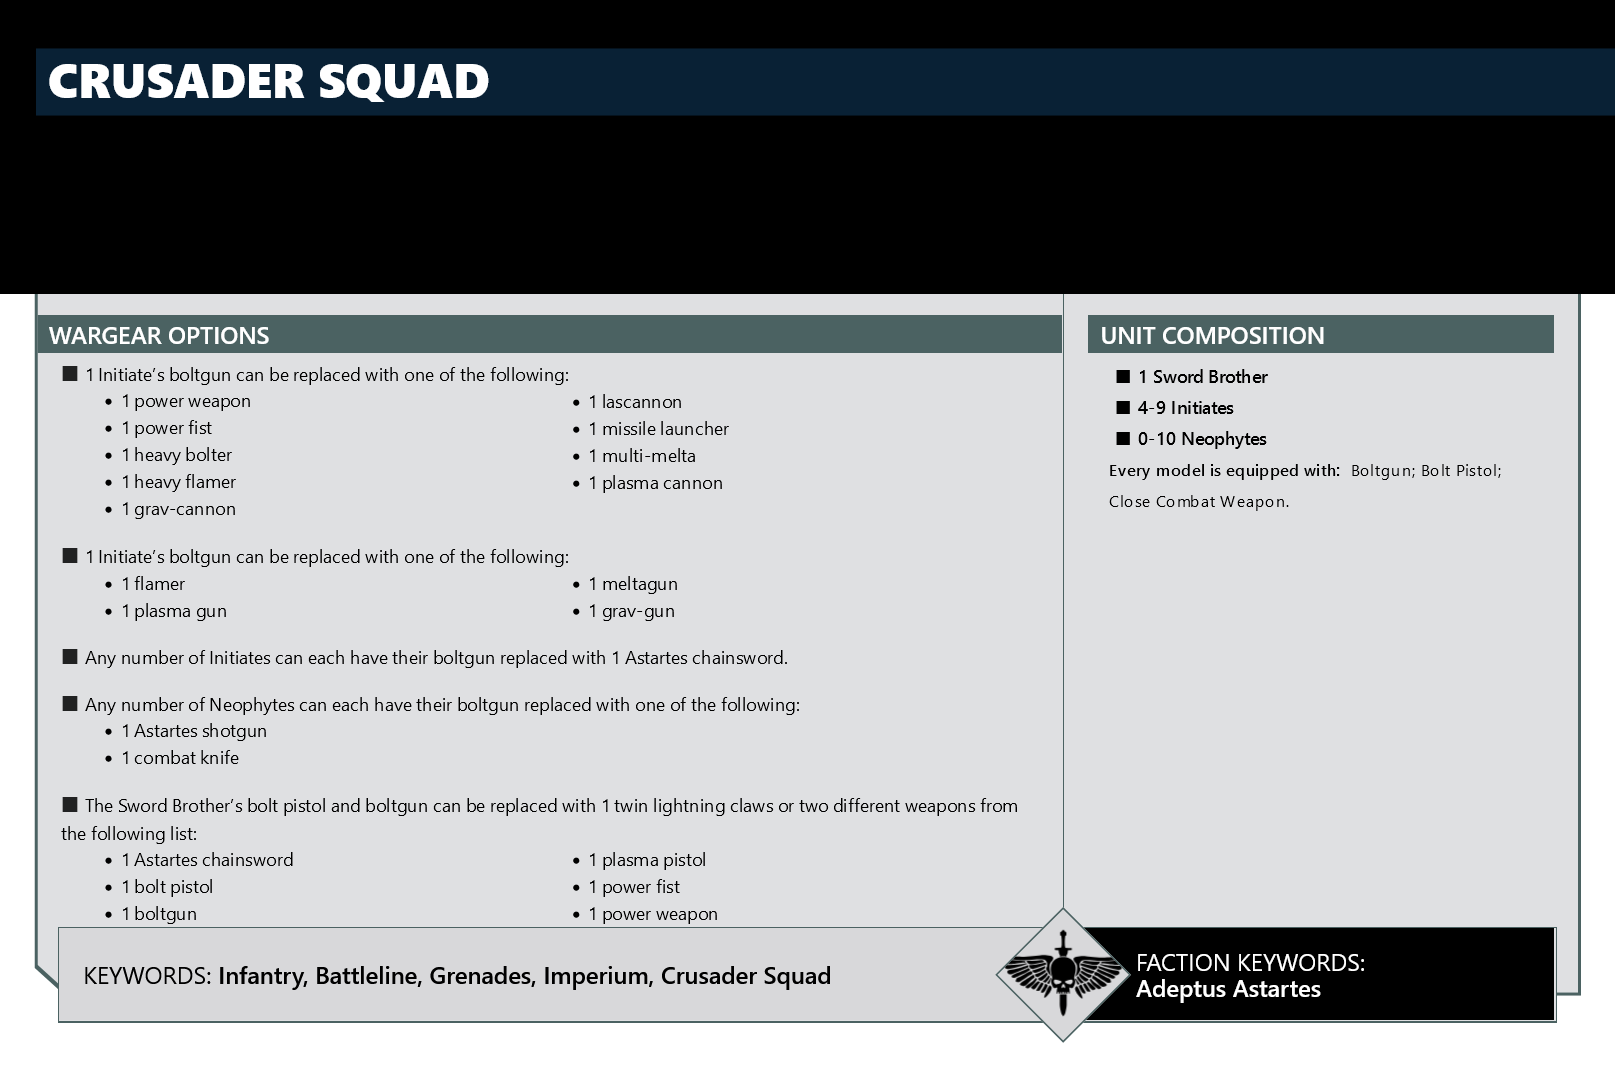 CRUSADER SQUAD
WARGEAR OPTIONS
■ 1 Initiate's boltgun can be replaced with one of the following:
• 1 power weapon
• 1 power fist
• 1 heavy bolter
• 1 heavy flamer
• 1 grav-cannon
• 1 lascannon
• 1 missile launcher
• 1 multi-melta
• 1 plasma cannon
■ 1 Initiate's boltgun can be replaced with one of the following:
• 1 flamer
• 1 plasma gun
• 1 meltagun
• 1 grav-gun
■ Any number of Initiates can each have their boltgun replaced with 1 Astartes chainsword.
■ Any number of Neophytes can each have their boltgun replaced with one of the following:
• 1 Astartes shotgun
• 1 combat knife
■ The Sword Brother's bolt pistol and boltgun can be replaced with 1 twin lightning claws or two different weapons from
the following list:
• 1 Astartes chainsword
• 1 bolt pistol
• 1 boltgun
• 1 plasma pistol
• 1 power fist
• 1 power weapon
UNIT COMPOSITION
■ 1 Sword Brother
■ 4-9 Initiates
■ 0-10 Neophytes
Every model is equipped with: Boltgun; Bolt Pistol;
Close Combat Weapon.
KEYWORDS: Infantry, Battleline, Grenades, Imperium, Crusader Squad
FACTION KEYWORDS:
Adeptus Astartes